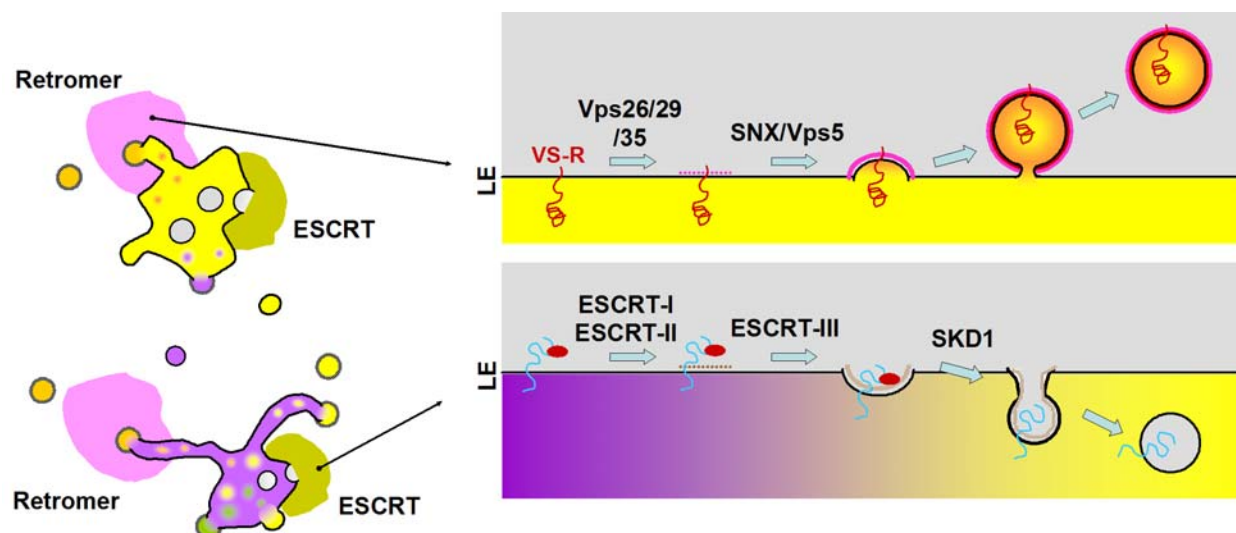 Retromer
ESCRT
Retromer
ESCRT
LE
VS-R
Vps26/29
/35
SNX/Vps5
LE
ESCRT-I
ESCRT-II
ESCRT-III
SKD1